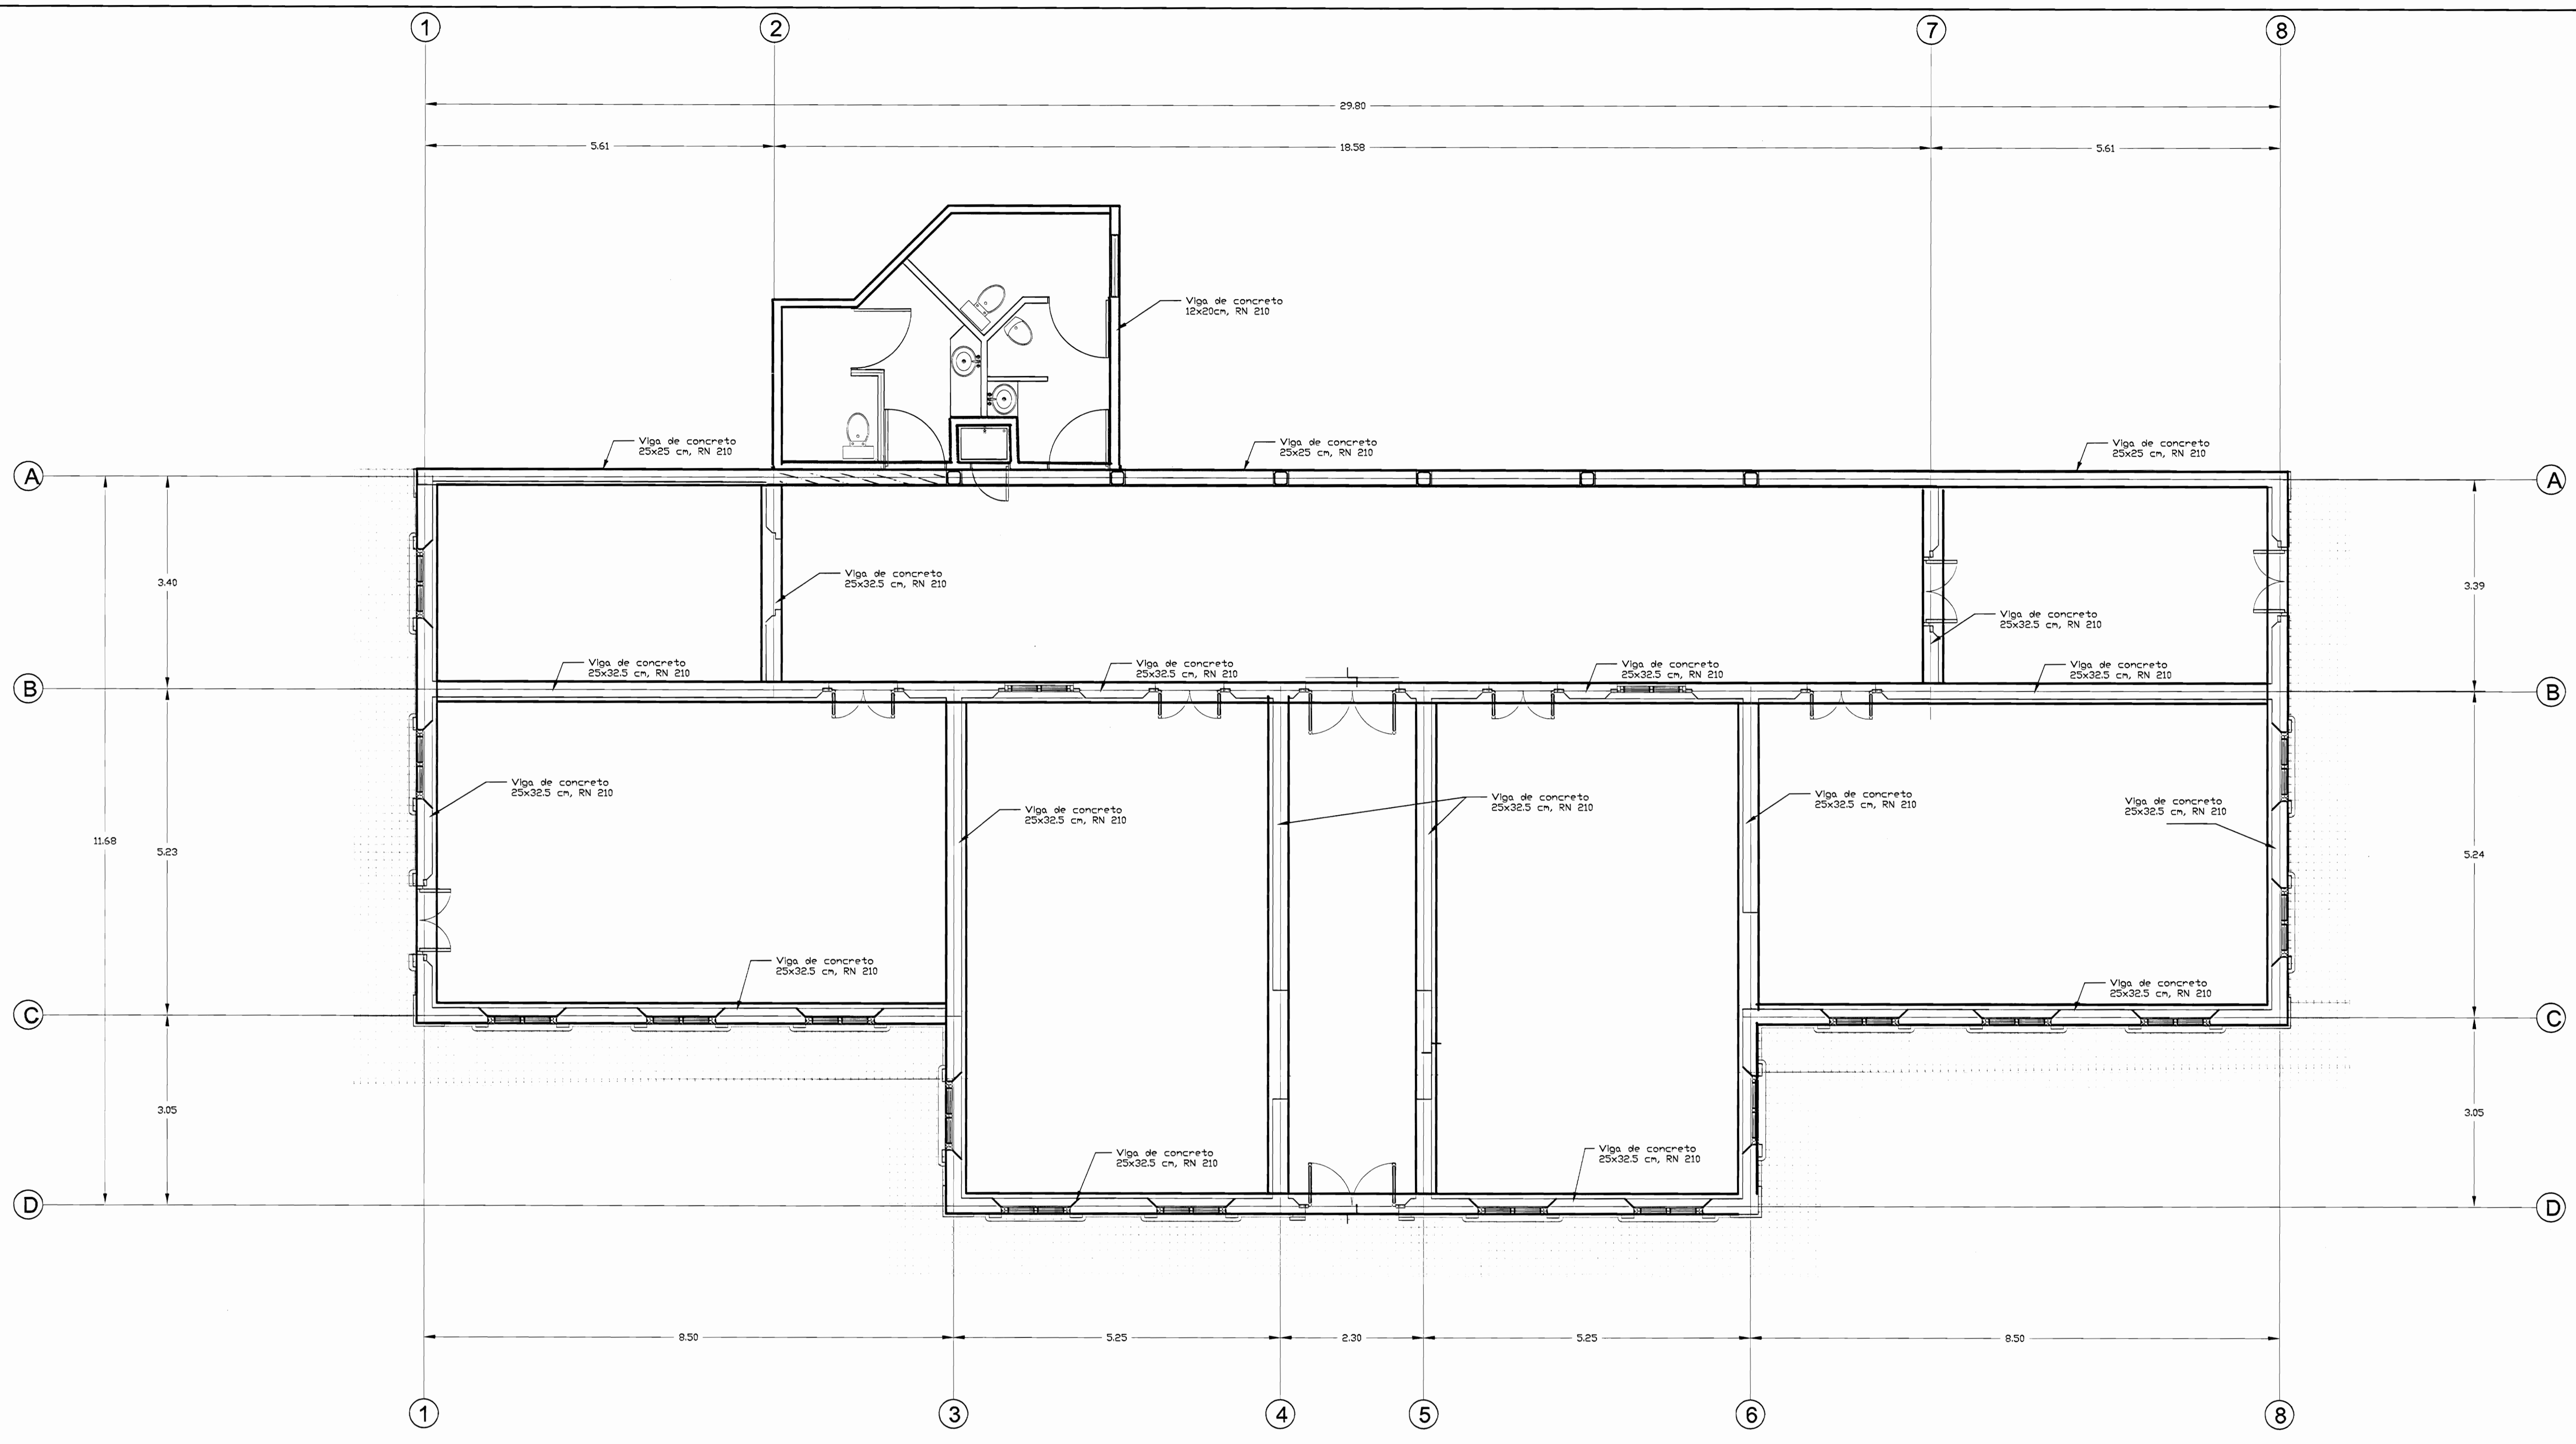 1
2
7
8
29.80
5.61
18.58
5.61
Viga de concreto
12x20cm, RN 210
Viga de concreto
25x25 cm, RN 210
Viga de concreto
25x25 cm, RN 210
Viga de concreto
25x25 cm, RN 210
A
A
3.40
Viga de concreto
25x32.5 cm, RN 210
3.39
Viga de concreto
25x32.5 cm, RN 210
Viga de concreto
25x32.5 cm, RN 210
Viga de concreto
25x32.5 cm, RN 210
Viga de concreto
25x32.5 cm, RN 210
Viga de concreto
25x32.5 cm, RN 210
B
B
Viga de concreto
25x32.5 cm, RN 210
Viga de concreto
25x32.5 cm, RN 210
Viga de concreto
25x32.5 cm, RN 210
Viga de concreto
25x32.5 cm, RN 210
Viga de concreto
25x32.5 cm, RN 210
11.68
5.23
5.24
Viga de concreto
25x32.5 cm, RN 210
Viga de concreto
25x32.5 cm, RN 210
C
C
3.05
3.05
Viga de concreto
25x32.5 cm, RN 210
Viga de concreto
25x32.5 cm, RN 210
D
D
8.50
5.25
2.30
5.25
8.50
1
3
4
5
6
8